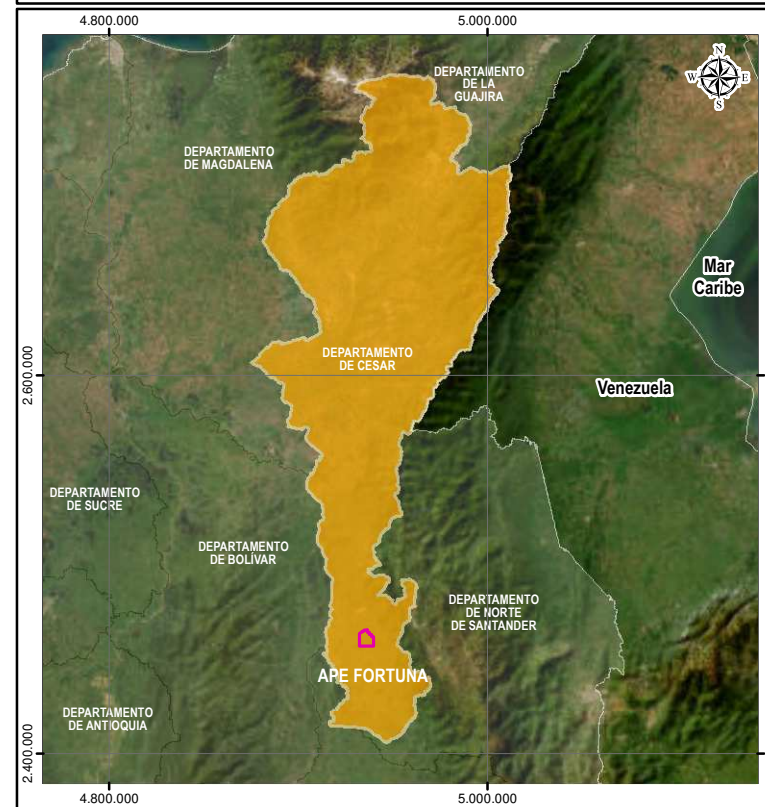 4.800.000
5.000.000
N
W
E
S
DEPARTAMENTO
DE LA
GUAJIRA
DEPARTAMENTO
DE MAGDALENA
Mar
Caribe
DEPARTAMENTO
DE CESAR
2.600.000
Venezuela
DEPARTAMENTO
DE SUCRE
DEPARTAMENTO
DE BOLÍVAR
DEPARTAMENTO
DE NORTE
DE SANTANDER
APE FORTUNA
DEPARTAMENTO
DE ANTIOQUIA
2.400.000
4.800.000
5.000.000